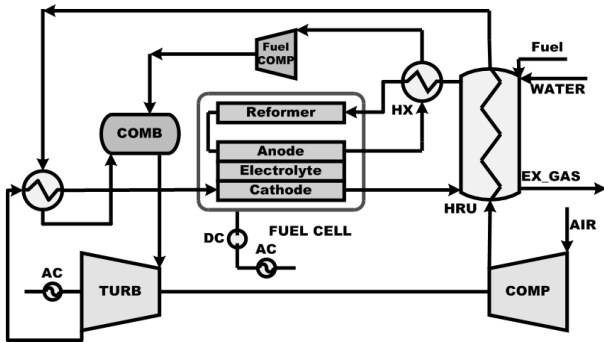 Fuel
COMP
Fuel
WATER
HX
Reformer
COMB
Anode
Electrolyte
Cathode
EX_GAS
HRU
AIR
FUEL CELL
DC
AC
AC
TURB
COMP